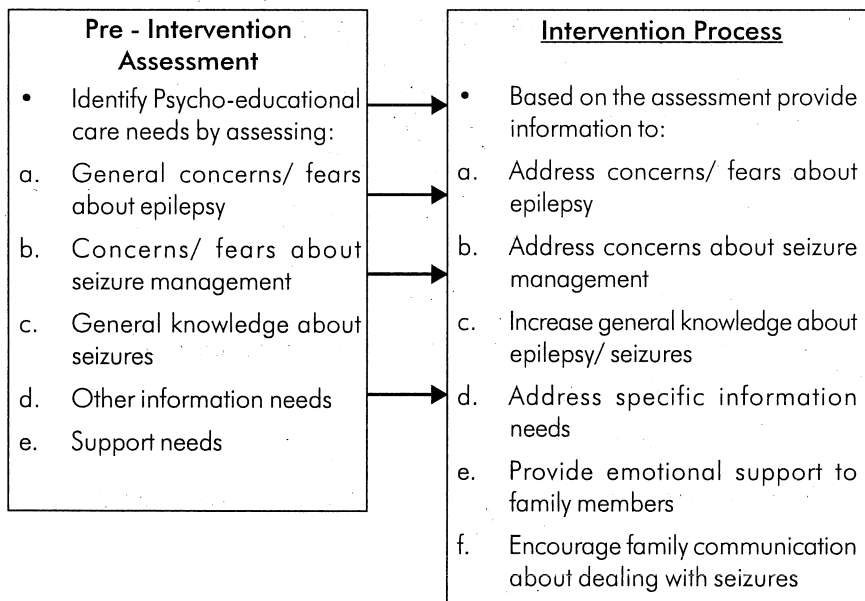 Pre - Intervention
Assessment
• Identify Psycho-educational
care needs by assessing:
a. General concerns/ fears
about epilepsy
b. Concerns/ fears about
seizure management
c. General knowledge about
seizures
d. Other information needs
e. Support needs
Intervention Process
• Based on the assessment provide
information to:
a. Address concerns/ fears about
epilepsy
b. Address concerns about seizure
management
c. Increase general knowledge about
epilepsy/ seizures
d. Address specific information
needs
e. Provide emotional support to
family members
f. Encourage family communication
about dealing with seizures